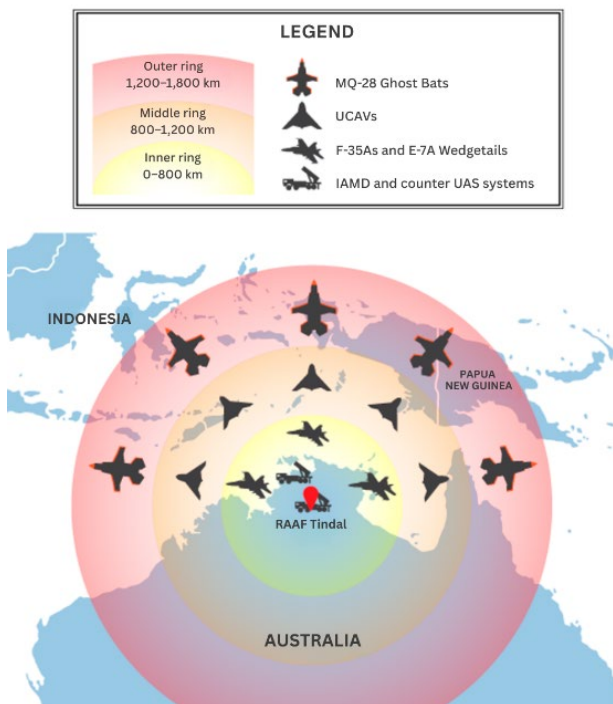 LEGEND
Outer ring
1,200–1,800 km
Middle ring
800–1,200 km
Inner ring
0–800 km
MQ-28 Ghost Bats
UCAVs
F-35As and E-7A Wedgetails
IAMD and counter UAS systems
INDONESIA
PAPUA
NEW GUINEA
RAAF Tindal
AUSTRALIA